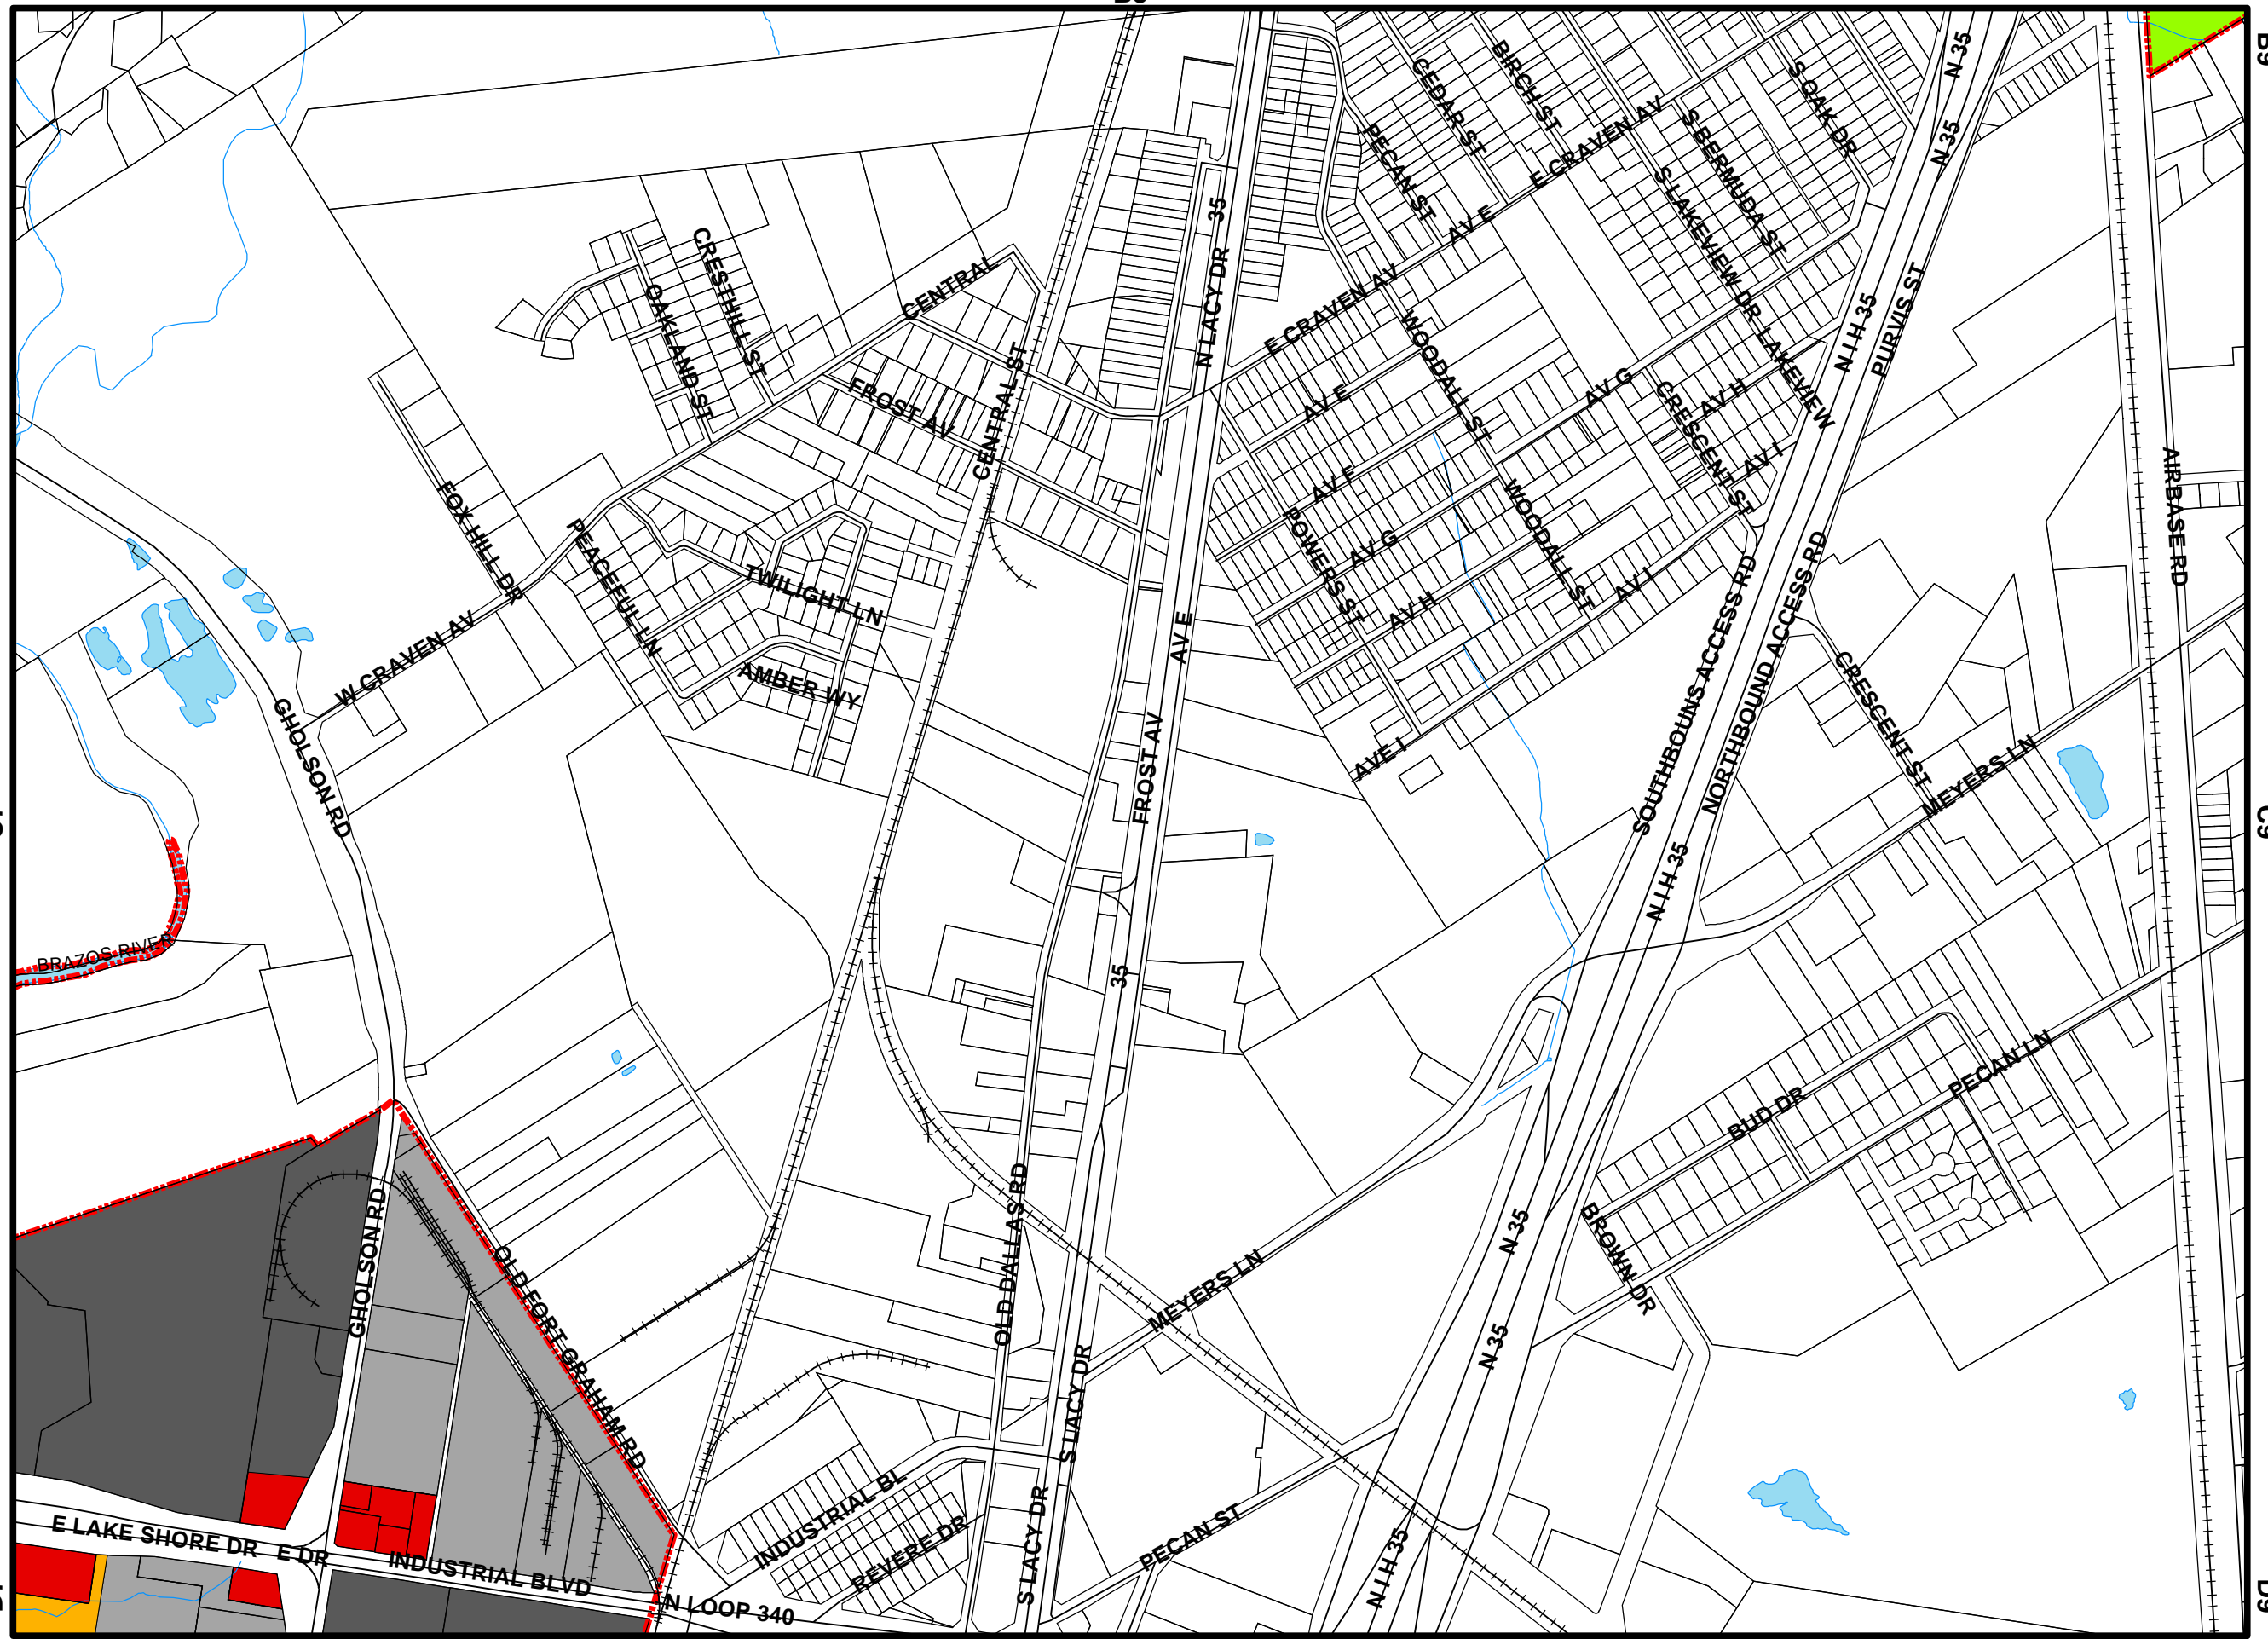 B9
N 35
CEDAR ST
BIRCH ST
S OAK DR
E CRAVEN AV
S BERMUDA ST
N 35
PECAN ST
S LAKEVIEW DR
LAKEVIEW
35
AV E
CRESTHILL ST
CENTRAL
N LACY DR
OAKLAND ST
E CRAVEN AV
WOODALL ST
N I H 35
PURVIS ST
CENTRAL ST
FROST AV
AV E
AV G
CRESCENT ST
AV H
AV I
AIRBASE RD
FOX HILL DR
PEACEFUL LN
AV F
POWERS ST
AV G
WOODALL ST
TWILIGHT LN
AV H
AV I
SOUTHBOUNS ACCESS RD
NORTHBOUND ACCESS RD
W CRAVEN AV
AMBER WY
AV E
CRESCENT ST
GHOLSON RD
FROST AV
AVE I
MEYERS LN
C9
N I H 35
BRAZOS RIVER
35
PECAN LN
BUD DR
GHOLSON RD
OLD DALLAS RD
N 35
BROWN DR
OLD FORT GRAHAM RD
MEYERS LN
N 35
S LACY DR
INDUSTRIAL BL
REVERE DR
S LACY DR
PECAN ST
N I H 35
E LAKE SHORE DR
E DR
INDUSTRIAL BLVD
N LOOP 340
D9